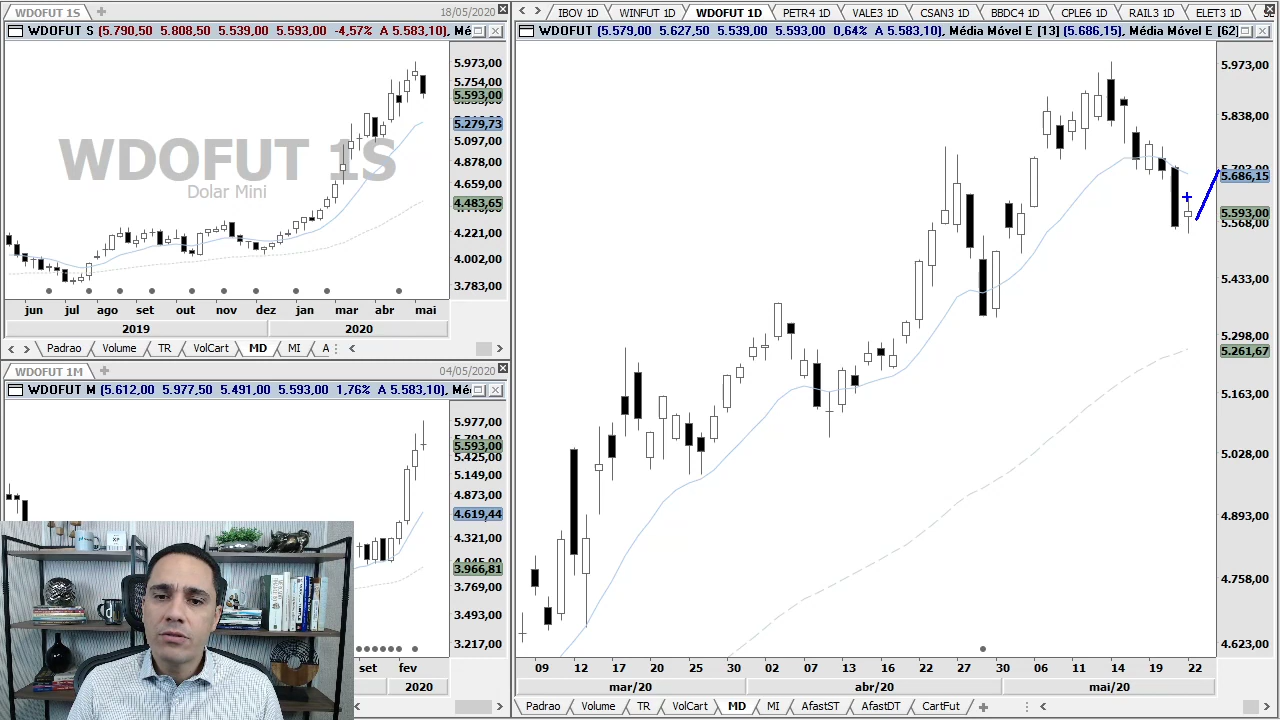 WDOFUT 1S
18/05/2020
WDOFUT S (5.790,50 5.808,50 5.539,00 5.593,00 -4,57% A 5.583,10), Mé
5.973,00
5.754,00
5.593,00
5.279,73
5.097,00
4.878,00
4.659,00
4.483,65
4.221,00
4.002,00
3.783,00
WDOFUT 1S
Dolar Mini
jun jul ago set out nov dez jan mar abr mai
2019 2020
Padrao Volume TR VolCart MD MI A
WDOFUT 1M
04/05/2020
WDOFUT M (5.612,00 5.977,50 5.491,00 5.593,00 1,76% A 5.583,10), Mé
5.977,00
5.593,00
5.425,00
5.149,00
4.873,00
4.619,44
4.321,00
3.966,81
3.769,00
3.493,00
3.217,00
set fev
2020
XP
IBOV 1D WINFUT 1D WDOFUT 1D PETR4 1D VALE3 1D CSAN3 1D BBDC4 1D CPLE6 1D RAIL3 1D ELET3 1D
WDOFUT (5.579,00 5.627,50 5.539,00 5.593,00 0,64% A 5.583,10), Média Móvel E [13] (5.686,15), Média Móvel E [62]
5.973,00
5.838,00
5.686,15
5.593,00
5.568,00
5.433,00
5.298,00
5.261,67
5.163,00
5.028,00
4.893,00
4.758,00
4.623,00
09 12 17 20 25 30 02 07 13 16 22 27 30 06 11 14 19 22
mar/20 abr/20 mai/20
Padrao Volume TR VolCart MD MI AfastST AfastDT CartFut